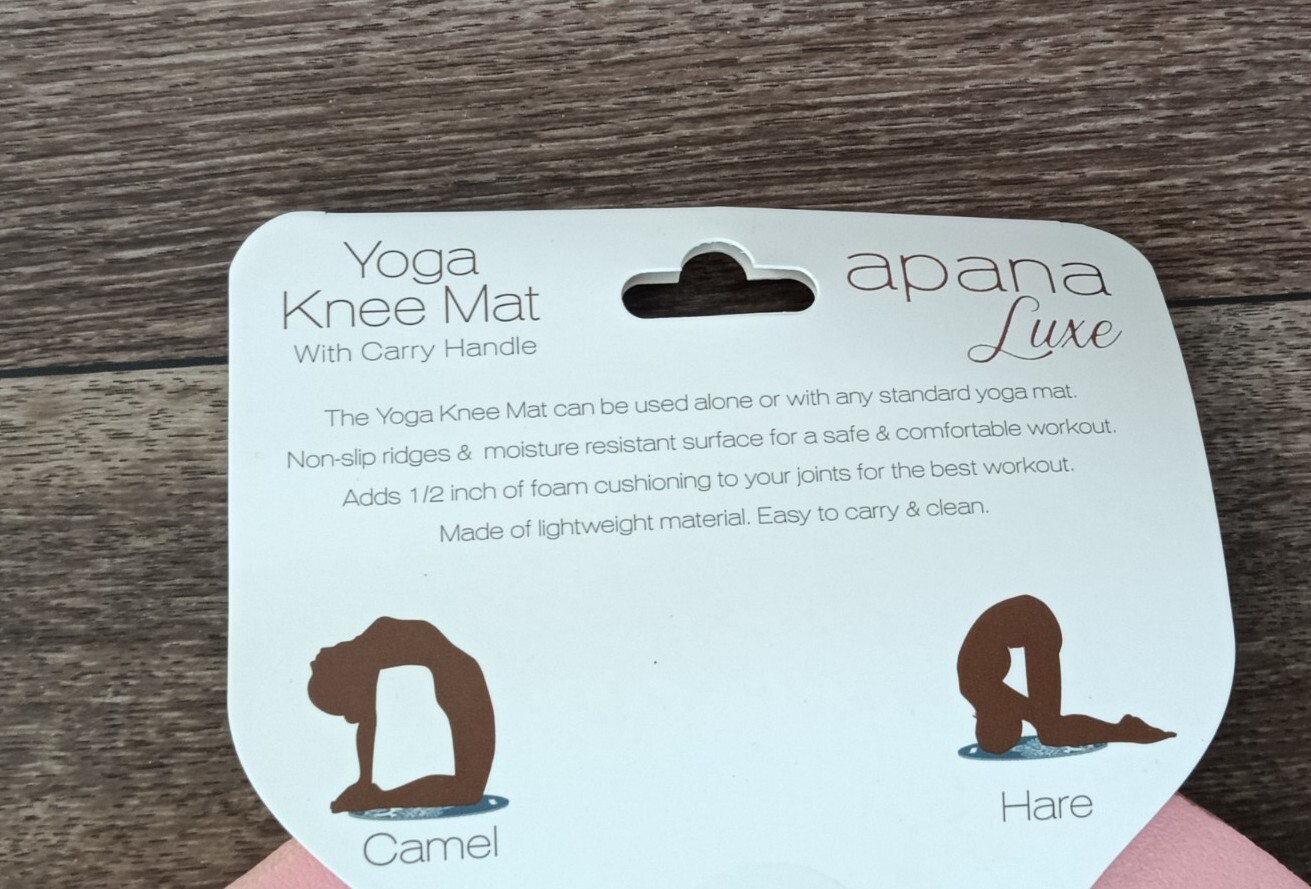 Yoga
Knee Mat
With Carry Handle
apana
Luxe
The Yoga Knee Mat can be used alone or with any standard yoga mat.
Non-slip ridges & moisture resistant surface for a safe & comfortable workout.
Adds 1/2 inch of foam cushioning to your joints for the best workout.
Made of lightweight material. Easy to carry & clean.
Camel
Hare